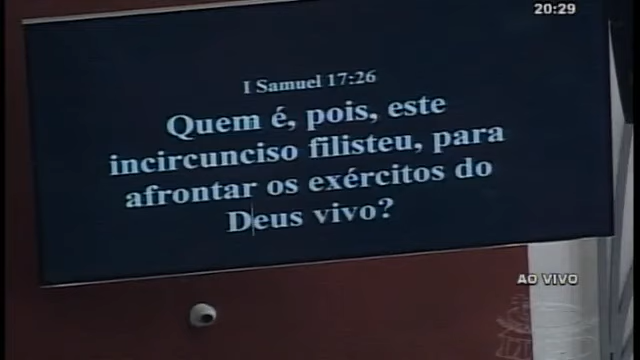 20:29
I Samuel 17:26
Quem é, pois, este
incircunciso filisteu, para
afrontar os exércitos do
Deus vivo?
AO VIVO